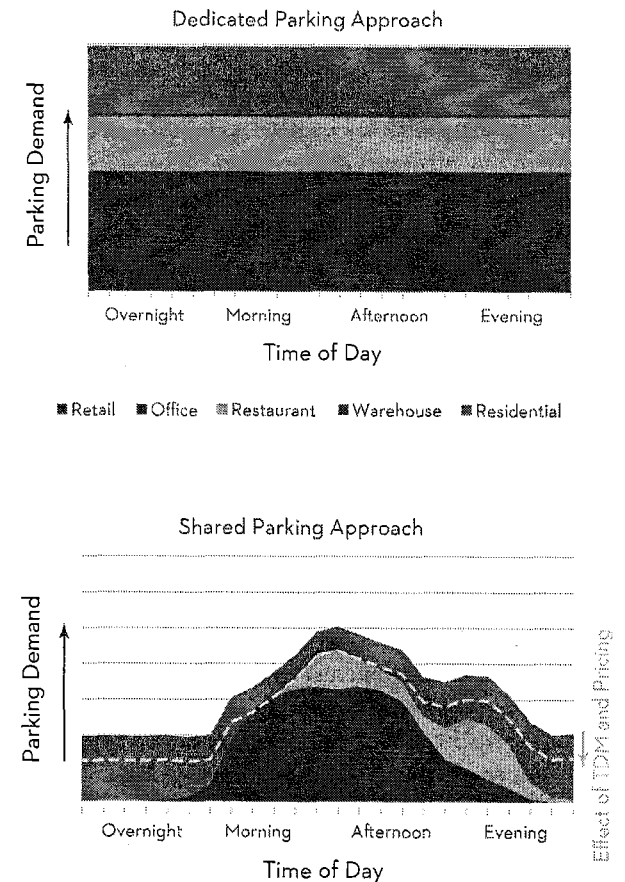 Dedicated Parking Approach
Parking Demand
Overnight Morning Afternoon Evening
Time of Day
Retail Office Restaurant Warehouse Residential
Shared Parking Approach
Parking Demand
Effect of TDM and Pricing
Overnight Morning Afternoon Evening
Time of Day